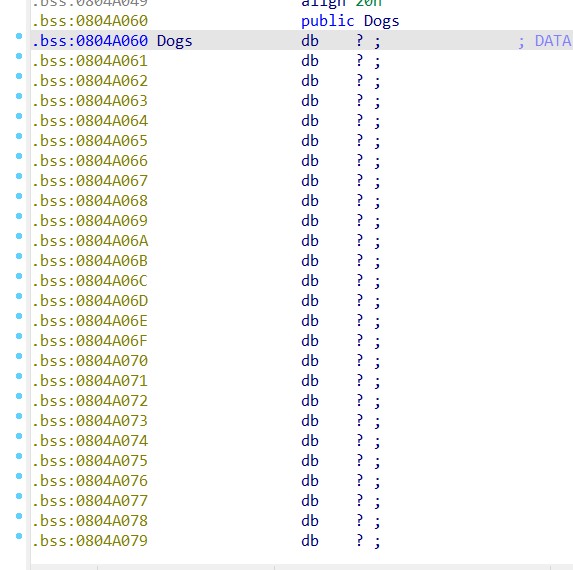 .bss:0804A049 align 20h
.bss:0804A060 public Dogs
.bss:0804A060 Dogs db ? ; ; DATA
.bss:0804A061 db ? ;
.bss:0804A062 db ? ;
.bss:0804A063 db ? ;
.bss:0804A064 db ? ;
.bss:0804A065 db ? ;
.bss:0804A066 db ? ;
.bss:0804A067 db ? ;
.bss:0804A068 db ? ;
.bss:0804A069 db ? ;
.bss:0804A06A db ? ;
.bss:0804A06B db ? ;
.bss:0804A06C db ? ;
.bss:0804A06D db ? ;
.bss:0804A06E db ? ;
.bss:0804A06F db ? ;
.bss:0804A070 db ? ;
.bss:0804A071 db ? ;
.bss:0804A072 db ? ;
.bss:0804A073 db ? ;
.bss:0804A074 db ? ;
.bss:0804A075 db ? ;
.bss:0804A076 db ? ;
.bss:0804A077 db ? ;
.bss:0804A078 db ? ;
.bss:0804A079 db ? ;